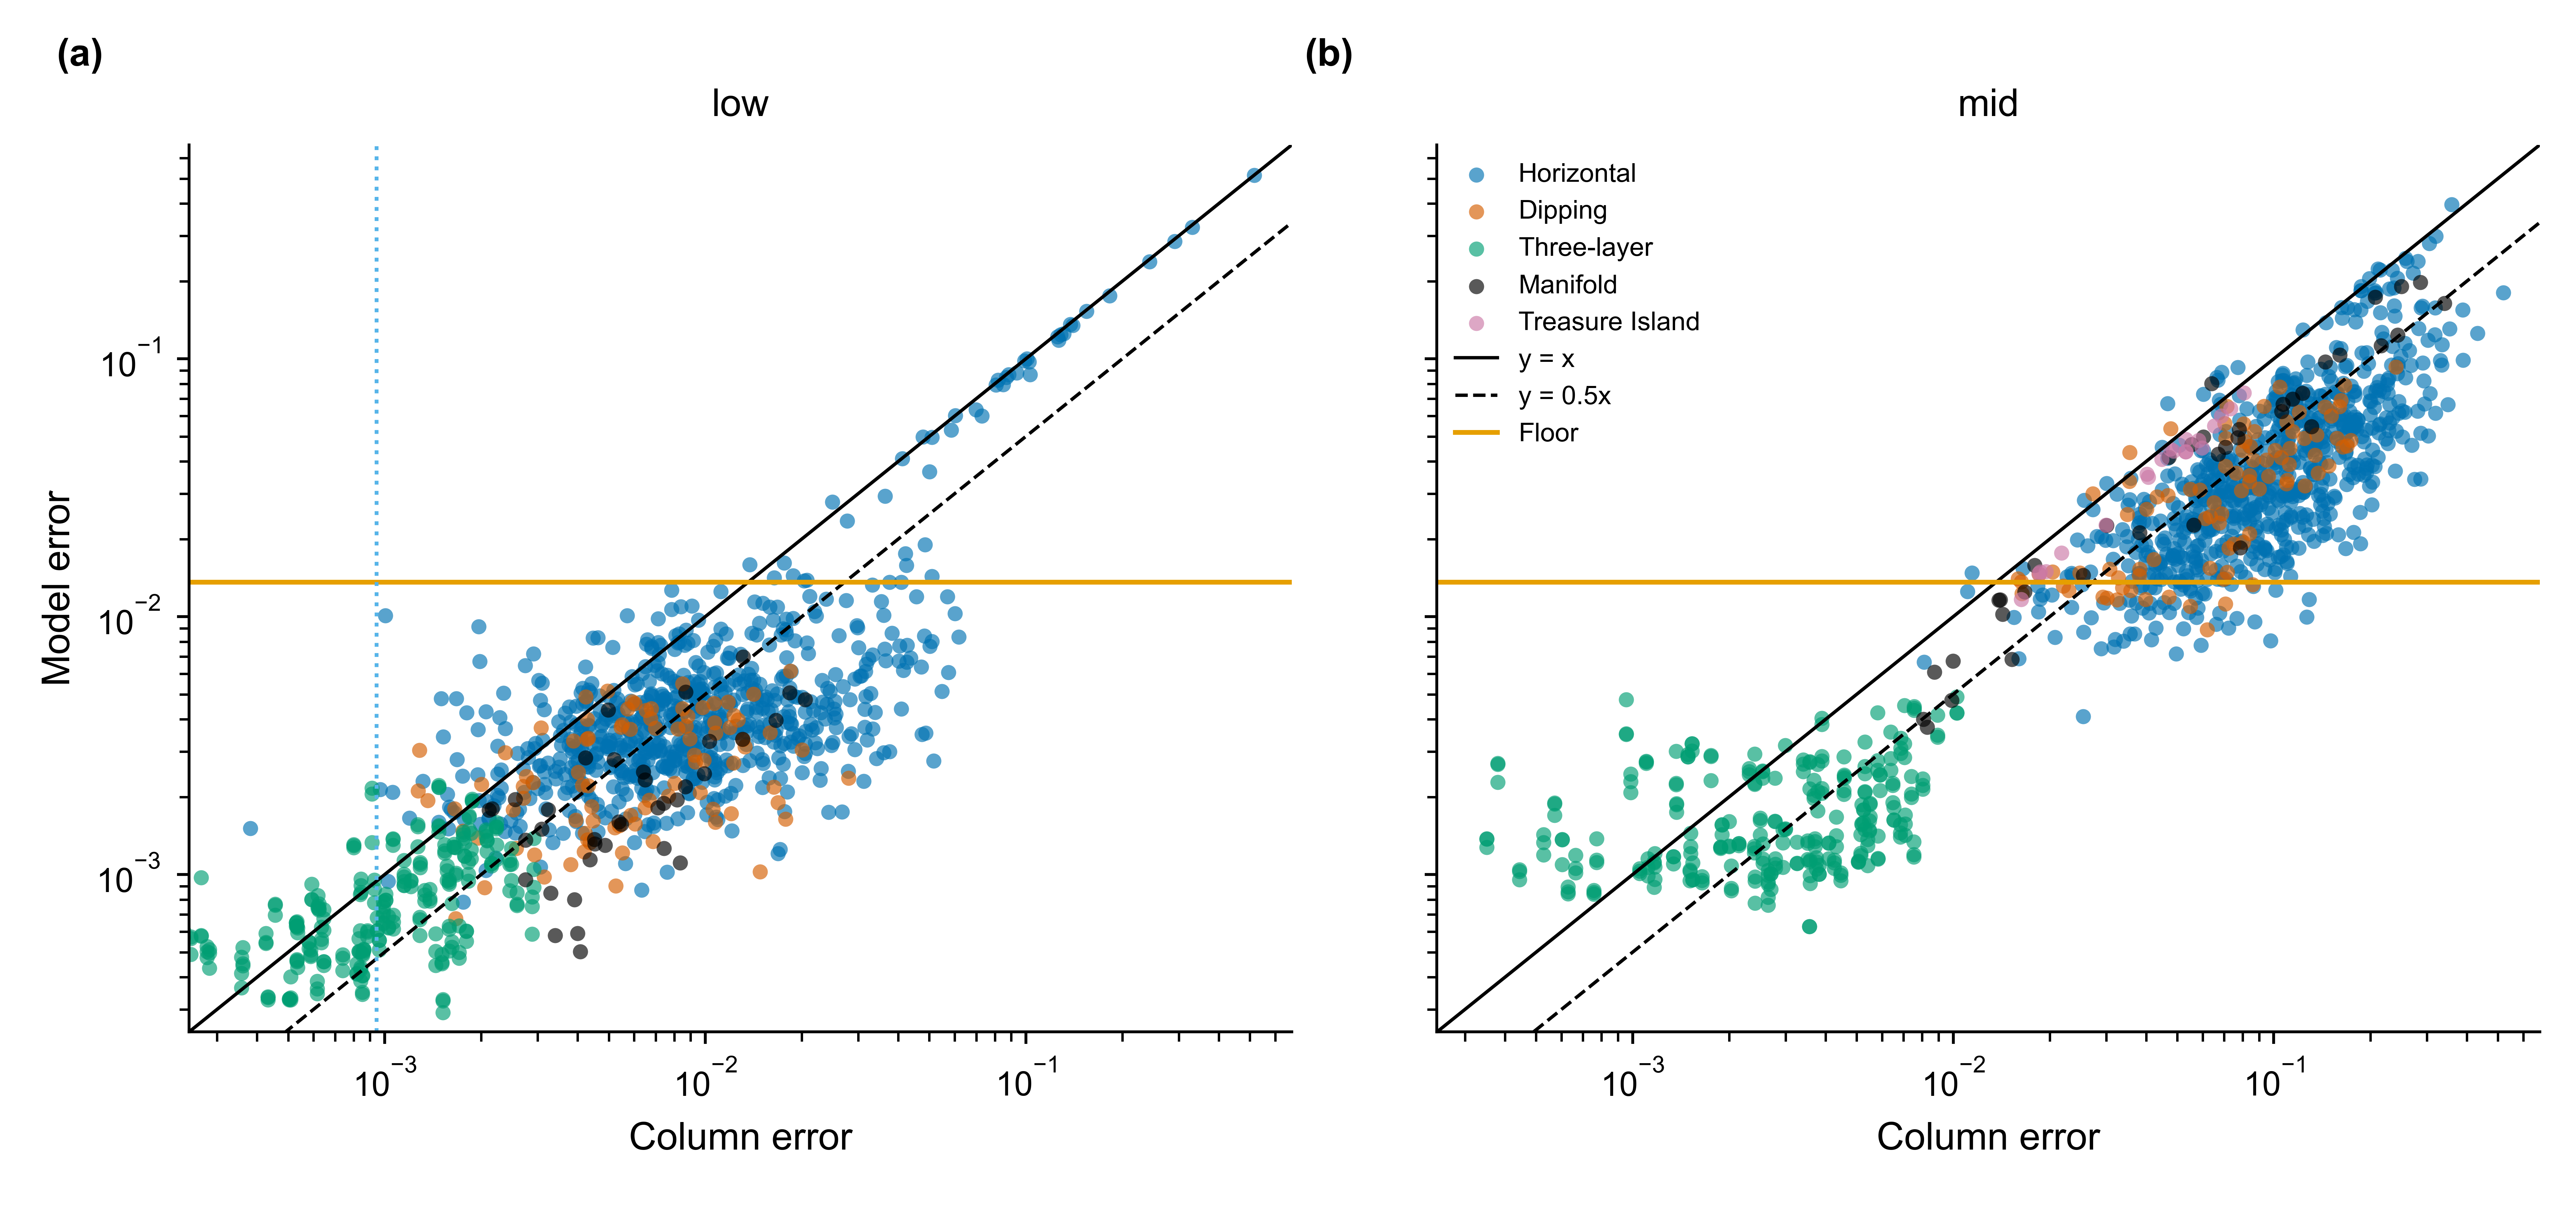 (a)
low
Model error
10⁻¹
10⁻²
10⁻³
10⁻³ 10⁻² 10⁻¹
Column error
(b)
mid
Horizontal
Dipping
Three-layer
Manifold
Treasure Island
y = x
y = 0.5x
Floor
10⁻³ 10⁻² 10⁻¹
Column error